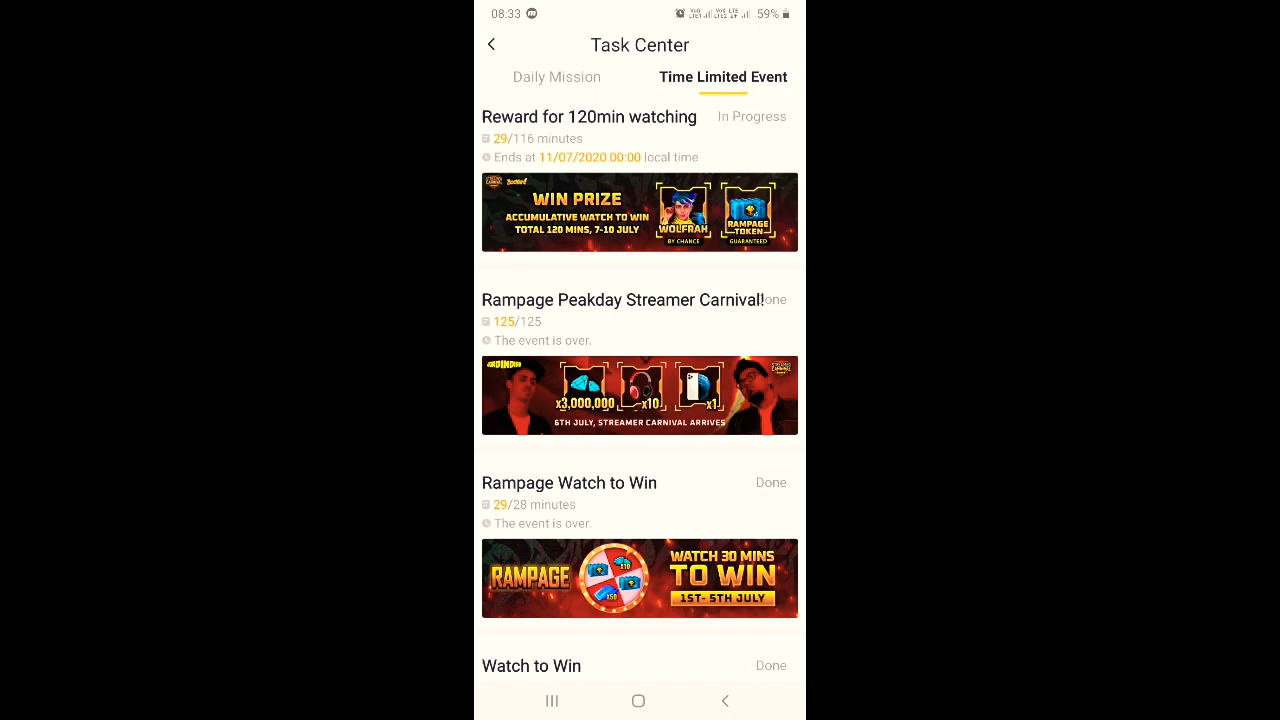 08:33
59%
Task Center
Daily Mission
Time Limited Event
Reward for 120min watching
In Progress
29/116 minutes
Ends at 11/07/2020 00:00 local time
BOOYAH!
WIN PRIZE
ACCUMULATIVE WATCH TO WIN
TOTAL 120 MINS, 7-10 JULY
WOLFRAH
BY CHANCE
RAMPAGE
TOKEN
GUARANTEED
Rampage Peakday Streamer Carnival!
one
125/125
The event is over.
x3,000,000
x10
x1
6TH JULY, STREAMER CARNIVAL ARRIVES
Rampage Watch to Win
Done
29/28 minutes
The event is over.
RAMPAGE
x10
x50
WATCH 30 MINS
TO WIN
1ST- 5TH JULY
Watch to Win
Done